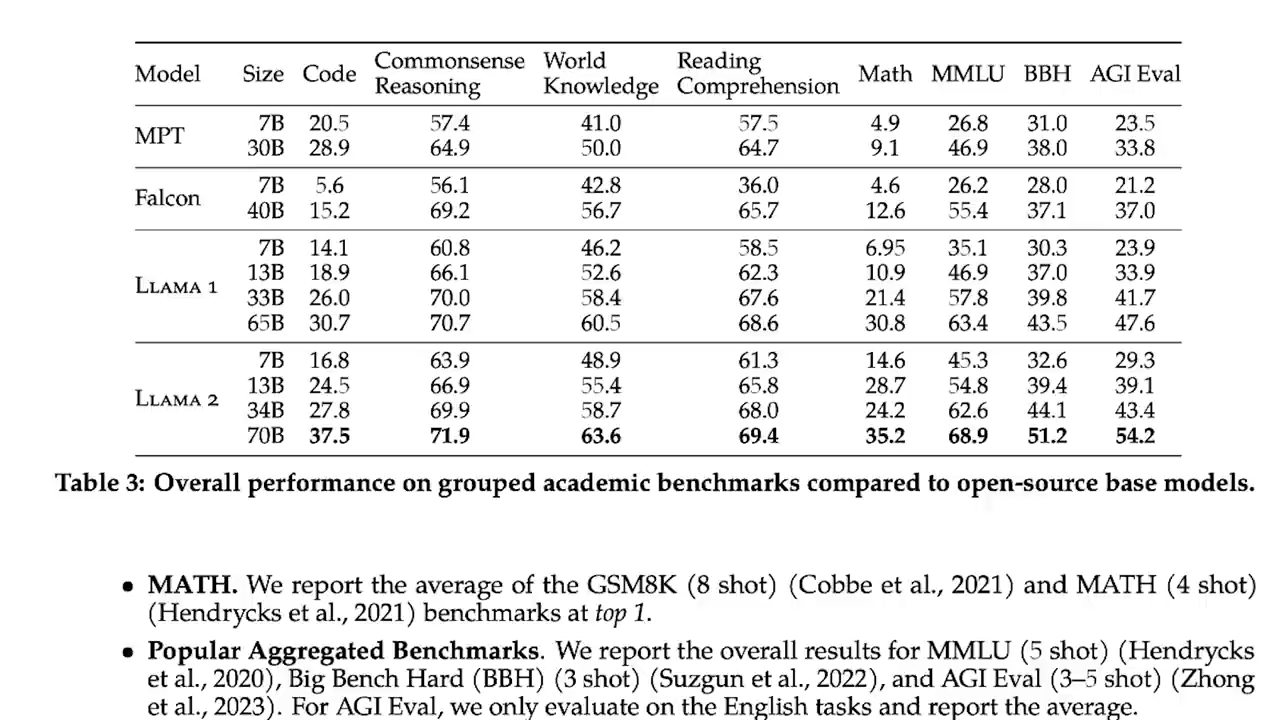 Model Size Code Commonsense Reasoning World Knowledge Reading Comprehension Math MMLU BBH AGI Eval
MPT 7B 20.5 57.4 41.0 57.5 4.9 26.8 31.0 23.5
30B 28.9 64.9 50.0 64.7 9.1 46.9 38.0 33.8
Falcon 7B 5.6 56.1 42.8 36.0 4.6 26.2 28.0 21.2
40B 15.2 69.2 56.7 65.7 12.6 55.4 37.1 37.0
LLAMA 1 7B 14.1 60.8 46.2 58.5 6.95 35.1 30.3 23.9
13B 18.9 66.1 52.6 62.3 10.9 46.9 37.0 33.9
33B 26.0 70.0 58.4 67.6 21.4 57.8 39.8 41.7
65B 30.7 70.7 60.5 68.6 30.8 63.4 43.5 47.6
LLAMA 2 7B 16.8 63.9 48.9 61.3 14.6 45.3 32.6 29.3
13B 24.5 66.9 55.4 65.8 28.7 54.8 39.4 39.1
34B 27.8 69.9 58.7 68.0 24.2 62.6 44.1 43.4
70B 37.5 71.9 63.6 69.4 35.2 68.9 51.2 54.2
Table 3: Overall performance on grouped academic benchmarks compared to open-source base models.
• MATH. We report the average of the GSM8K (8 shot) (Cobbe et al., 2021) and MATH (4 shot)
(Hendrycks et al., 2021) benchmarks at top 1.
• Popular Aggregated Benchmarks. We report the overall results for MMLU (5 shot) (Hendrycks
et al., 2020), Big Bench Hard (BBH) (3 shot) (Suzgun et al., 2022), and AGI Eval (3–5 shot) (Zhong
et al., 2023). For AGI Eval, we only evaluate on the English tasks and report the average.